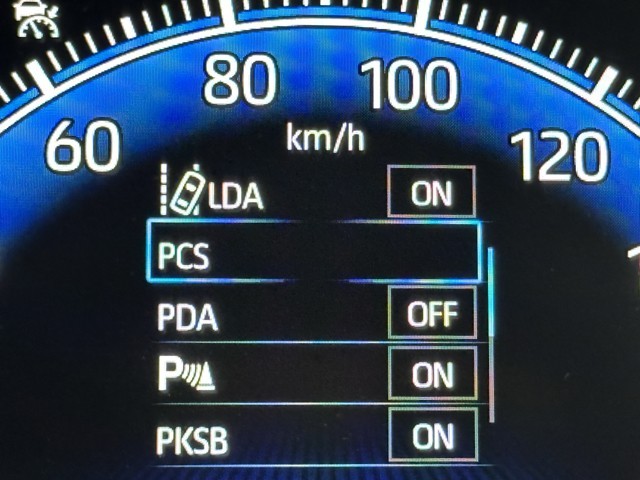 80 100
60 km/h 120
LDA ON
PCS
PDA OFF
P ON
PKSB ON